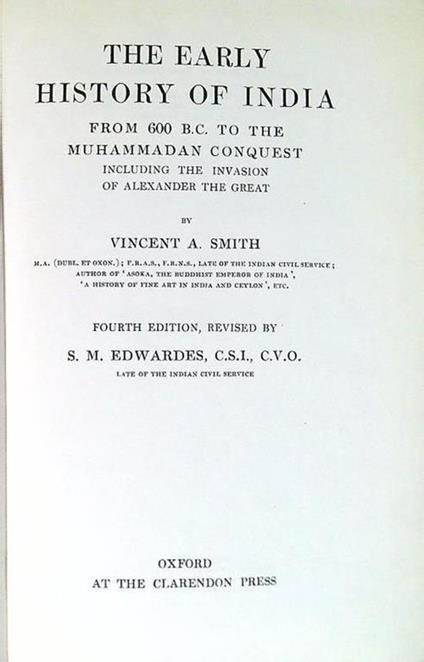 THE EARLY
HISTORY OF INDIA
FROM 600 B.C. TO THE
MUHAMMADAN CONQUEST
INCLUDING THE INVASION
OF ALEXANDER THE GREAT
BY
VINCENT A. SMITH
M.A. (DUBL. ET OXON.); F.R.A.S., F.R.N.S., LATE OF THE INDIAN CIVIL SERVICE;
AUTHOR OF 'ASOKA, THE BUDDHIST EMPEROR OF INDIA',
'A HISTORY OF FINE ART IN INDIA AND CEYLON', ETC.
FOURTH EDITION, REVISED BY
S. M. EDWARDES, C.S.I., C.V.O.
LATE OF THE INDIAN CIVIL SERVICE
OXFORD
AT THE CLARENDON PRESS